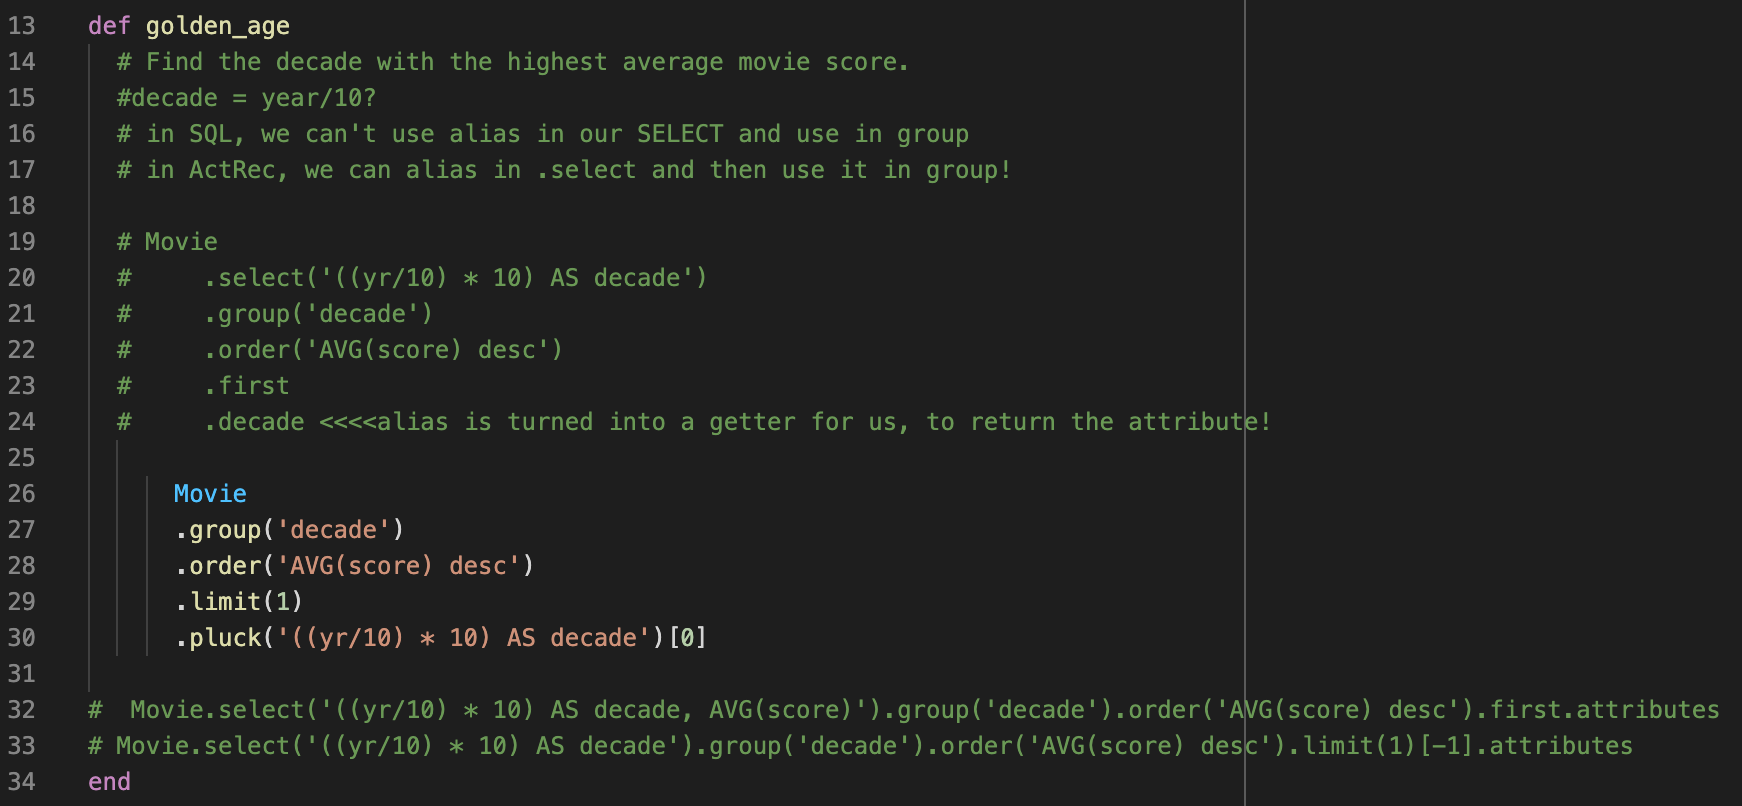 13 def golden_age
14 # Find the decade with the highest average movie score.
15 #decade = year/10?
16 # in SQL, we can't use alias in our SELECT and use in group
17 # in ActRec, we can alias in .select and then use it in group!
18
19 # Movie
20 #     .select('((yr/10) * 10) AS decade')
21 #     .group('decade')
22 #     .order('AVG(score) desc')
23 #     .first
24 #     .decade <<<<alias is turned into a getter for us, to return the attribute!
25
26 Movie
27 .group('decade')
28 .order('AVG(score) desc')
29 .limit(1)
30 .pluck('((yr/10) * 10) AS decade')[0]
31
32 #  Movie.select('((yr/10) * 10) AS decade, AVG(score)').group('decade').order('AVG(score) desc').first.attributes
33 # Movie.select('((yr/10) * 10) AS decade').group('decade').order('AVG(score) desc').limit(1)[-1].attributes
34 end